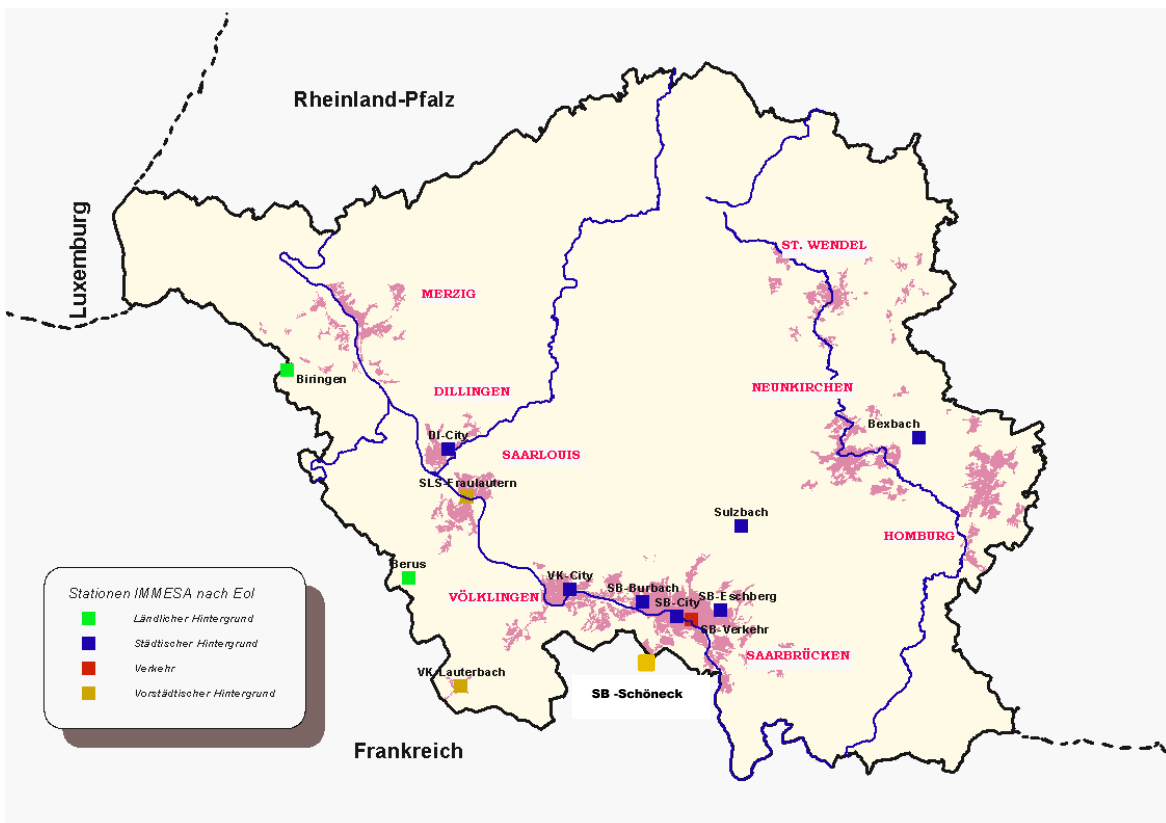 Rheinland-Pfalz
Luxemburg
ST. WENDEL
MERZIG
Biringen
DILLINGEN
NEUNKIRCHEN
Bexbach
DI-City
SAARLOUIS
SLS-Fraulautern
Sulzbach
HOMBURG
Berus
VK-City
SB-Burbach
VÖLKLINGEN
SB-Eschberg
SB-City
SB-Verkehr
SAARBRÜCKEN
VK-Lauterbach
SB -Schöneck
Frankreich
Stationen IMMESA nach EoI
Ländlicher Hintergrund
Städtischer Hintergrund
Verkehr
Vorstädtischer Hintergrund